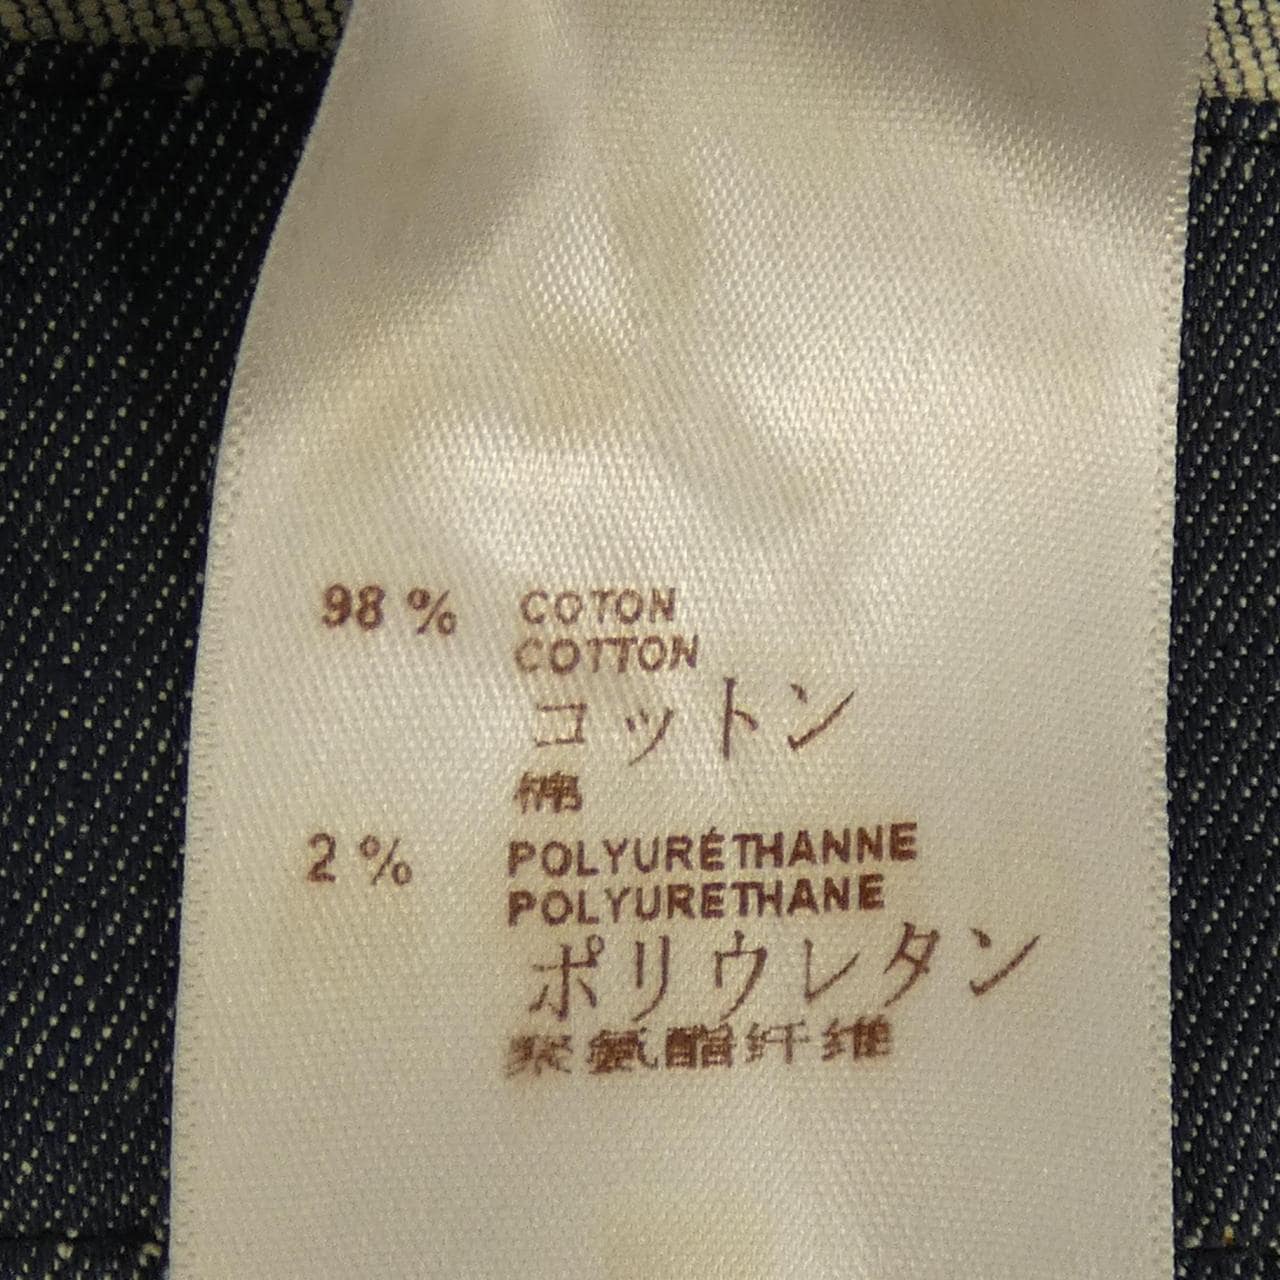 98 % COTON
COTTON
コットン
棉
2 % POLYURÉTHANNE
POLYURETHANE
ポリウレタン
聚氨酯纤维